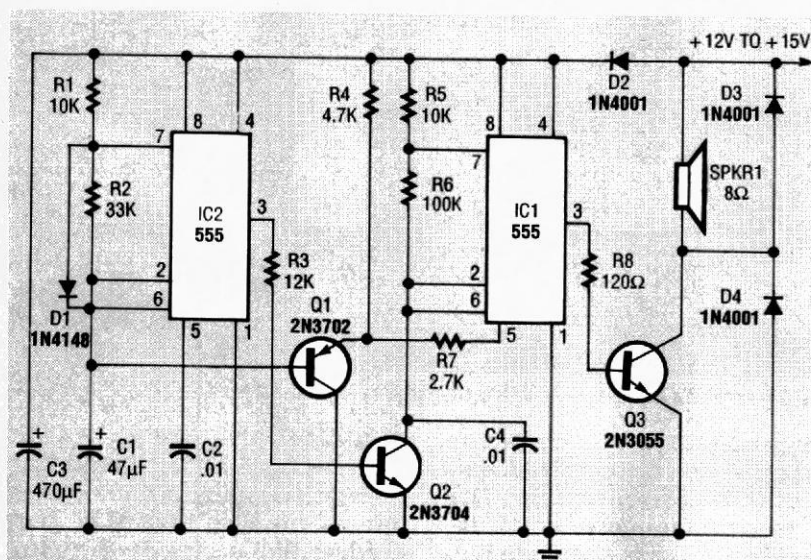 +12V TO +15V
R1
10K
8
4
R4
4.7K
R5
10K
8
4
D2
1N4001
D3
1N4001
7
7
R2
33K
IC2
555
3
R6
100K
IC1
555
3
SPKR1
8Ω
2
6
R3
12K
2
6
R8
120Ω
D1
1N4148
5
1
Q1
2N3702
5
1
D4
1N4001
R7
2.7K
C3
470µF
+
C1
47µF
+
C2
.01
C4
.01
Q2
2N3704
Q3
2N3055